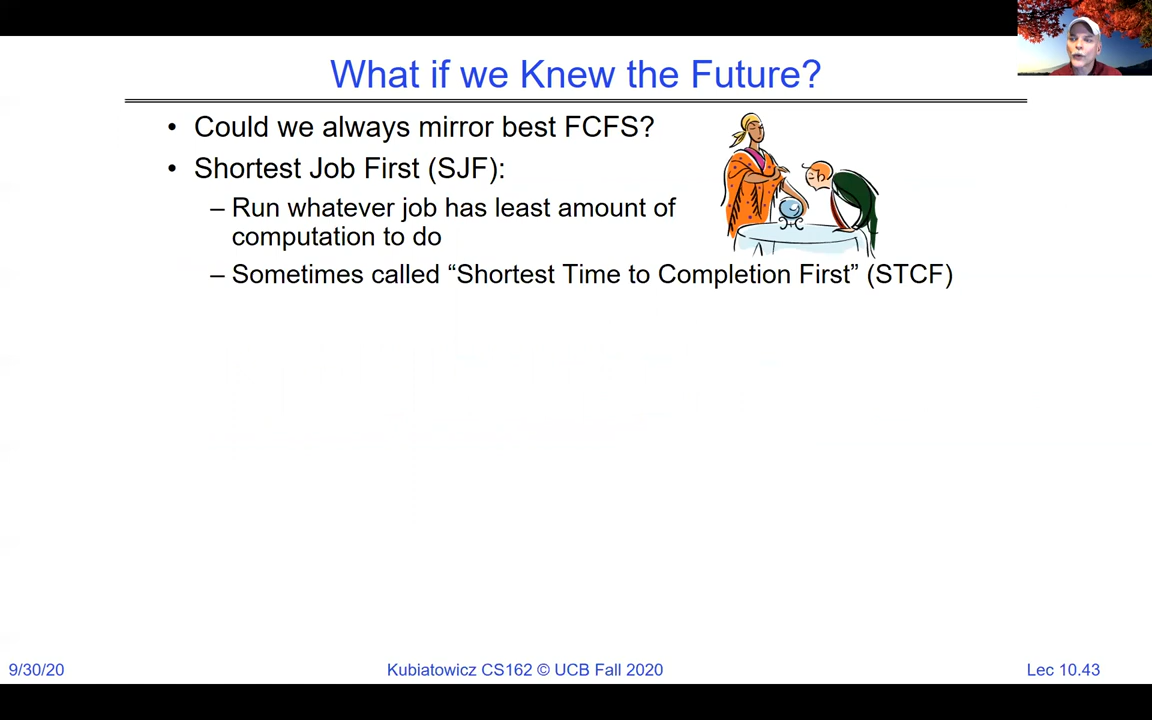 What if we Knew the Future?
• Could we always mirror best FCFS?
• Shortest Job First (SJF):
– Run whatever job has least amount of
computation to do
– Sometimes called “Shortest Time to Completion First” (STCF)
9/30/20
Kubiatowicz CS162 © UCB Fall 2020
Lec 10.43